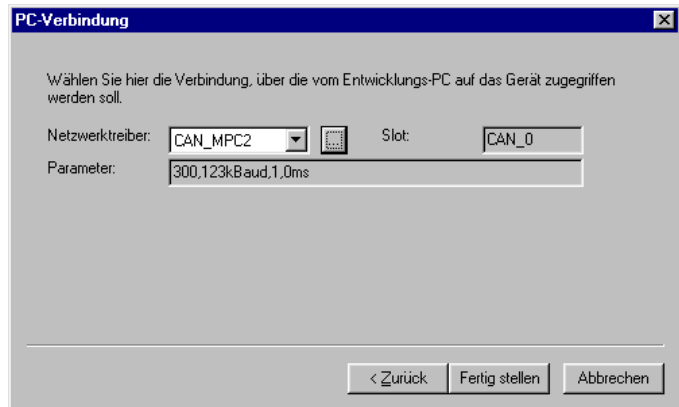 PC-Verbindung
Wählen Sie hier die Verbindung, über die vom Entwicklungs-PC auf das Gerät zugegriffen
werden soll.
Netzwerktreiber: CAN_MPC2 ... Slot: CAN_0
Parameter: 300,123kBaud,1,0ms
< Zurück Fertig stellen Abbrechen